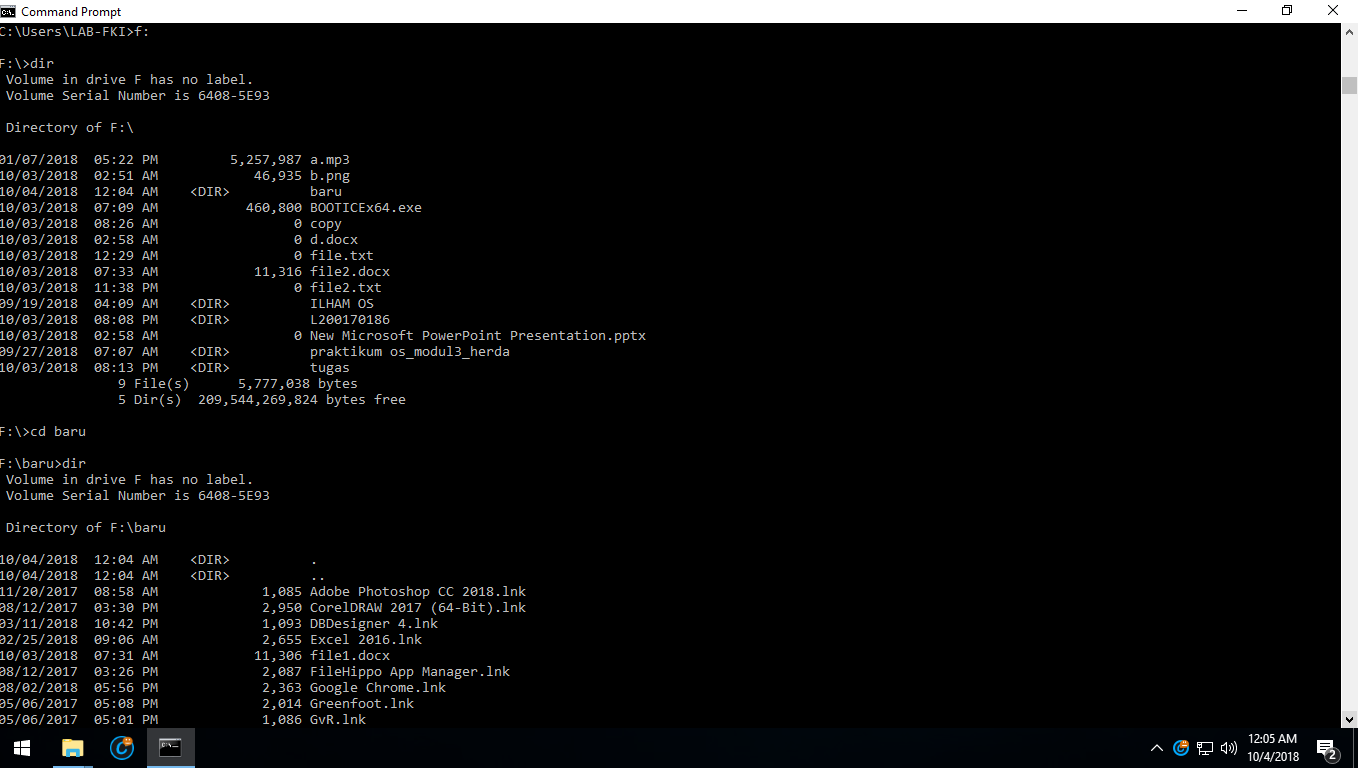 Command Prompt
C:\Users\LAB-FKI>f:
F:\>dir
 Volume in drive F has no label.
 Volume Serial Number is 6408-5E93
 Directory of F:\
01/07/2018  05:22 PM         5,257,987 a.mp3
10/03/2018  02:51 AM            46,935 b.png
10/04/2018  12:04 AM    <DIR>          baru
10/03/2018  07:09 AM           460,800 BOOTICEx64.exe
10/03/2018  08:26 AM                 0 copy
10/03/2018  02:58 AM                 0 d.docx
10/03/2018  12:29 AM                 0 file.txt
10/03/2018  07:33 AM            11,316 file2.docx
10/03/2018  11:38 PM                 0 file2.txt
09/19/2018  04:09 AM    <DIR>          ILHAM OS
10/03/2018  08:08 PM    <DIR>          L200170186
10/03/2018  02:58 AM                 0 New Microsoft PowerPoint Presentation.pptx
09/27/2018  07:07 AM    <DIR>          praktikum os_modul3_herda
10/03/2018  08:13 PM    <DIR>          tugas
               9 File(s)      5,777,038 bytes
               5 Dir(s)  209,544,269,824 bytes free
F:\>cd baru
F:\baru>dir
 Volume in drive F has no label.
 Volume Serial Number is 6408-5E93
 Directory of F:\baru
10/04/2018  12:04 AM    <DIR>          .
10/04/2018  12:04 AM    <DIR>          ..
11/20/2017  08:58 AM             1,085 Adobe Photoshop CC 2018.lnk
08/12/2017  03:30 PM             2,950 CorelDRAW 2017 (64-Bit).lnk
03/11/2018  10:42 PM             1,093 DBDesigner 4.lnk
02/25/2018  09:06 AM             2,655 Excel 2016.lnk
10/03/2018  07:31 AM            11,306 file1.docx
08/12/2017  03:26 PM             2,087 FileHippo App Manager.lnk
08/02/2018  05:56 PM             2,363 Google Chrome.lnk
05/06/2017  05:08 PM             2,014 Greenfoot.lnk
05/06/2017  05:01 PM             1,086 GvR.lnk
12:05 AM
10/4/2018
2